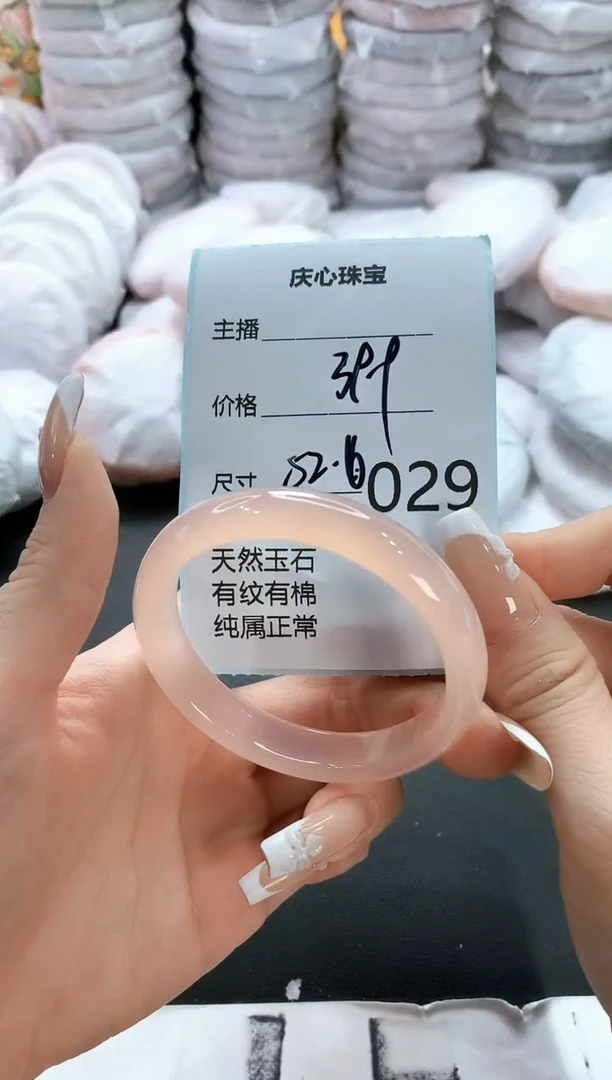 庆心珠宝
主播
价格
尺寸 52.6 029
天然玉石
有纹有棉
纯属正常